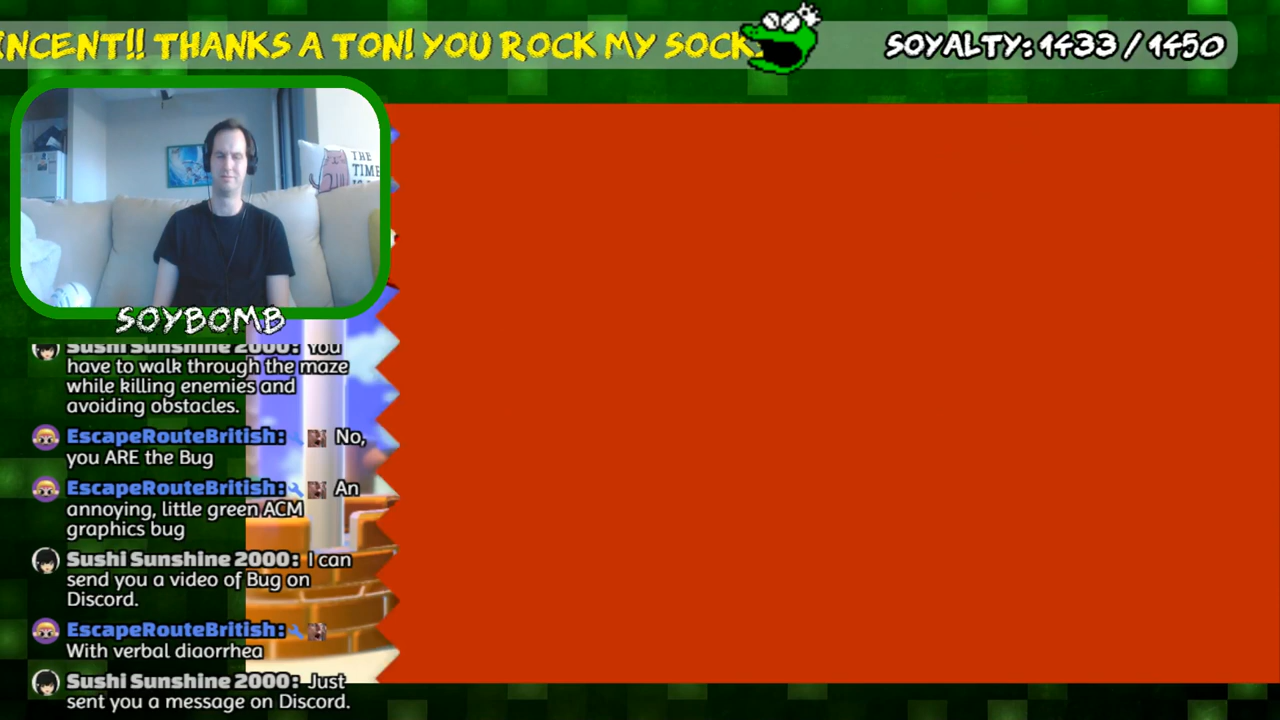 INCENT!! THANKS A TON! YOU ROCK MY SOCK
SOYALTY: 1433 / 1450
THE
TIME
SOYBOMB
Sushi Sunshine 2000: You
have to walk through the maze
while killing enemies and
avoiding obstacles.
EscapeRouteBritish: No,
you ARE the Bug
EscapeRouteBritish: An
annoying, little green ACM
graphics bug
Sushi Sunshine 2000: I can
send you a video of Bug on
Discord.
EscapeRouteBritish:
With verbal diaorrhea
Sushi Sunshine 2000: Just
sent you a message on Discord.